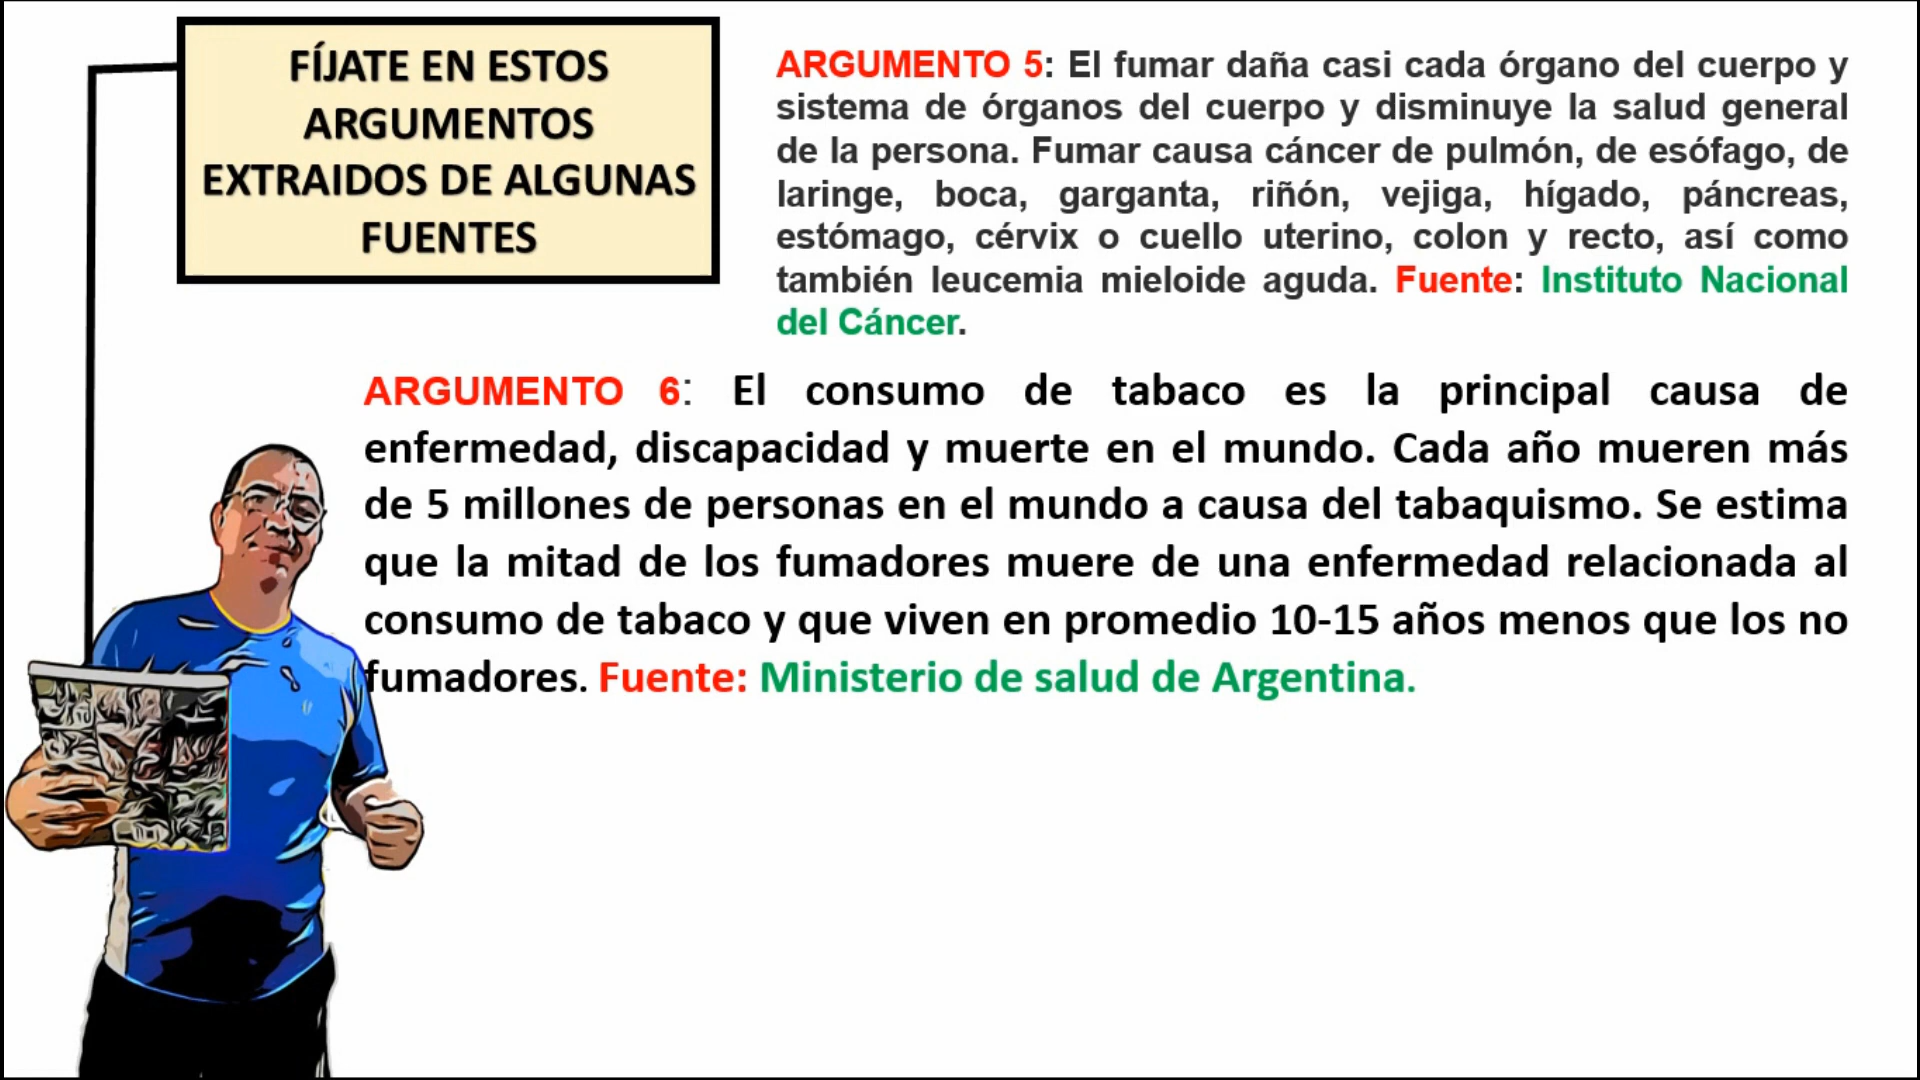 FÍJATE EN ESTOS
ARGUMENTOS
EXTRAIDOS DE ALGUNAS
FUENTES
ARGUMENTO 5: El fumar daña casi cada órgano del cuerpo y
sistema de órganos del cuerpo y disminuye la salud general
de la persona. Fumar causa cáncer de pulmón, de esófago, de
laringe, boca, garganta, riñón, vejiga, hígado, páncreas,
estómago, cérvix o cuello uterino, colon y recto, así como
también leucemia mieloide aguda. Fuente: Instituto Nacional
del Cáncer.
ARGUMENTO 6: El consumo de tabaco es la principal causa de
enfermedad, discapacidad y muerte en el mundo. Cada año mueren más
de 5 millones de personas en el mundo a causa del tabaquismo. Se estima
que la mitad de los fumadores muere de una enfermedad relacionada al
consumo de tabaco y que viven en promedio 10-15 años menos que los no
fumadores. Fuente: Ministerio de salud de Argentina.